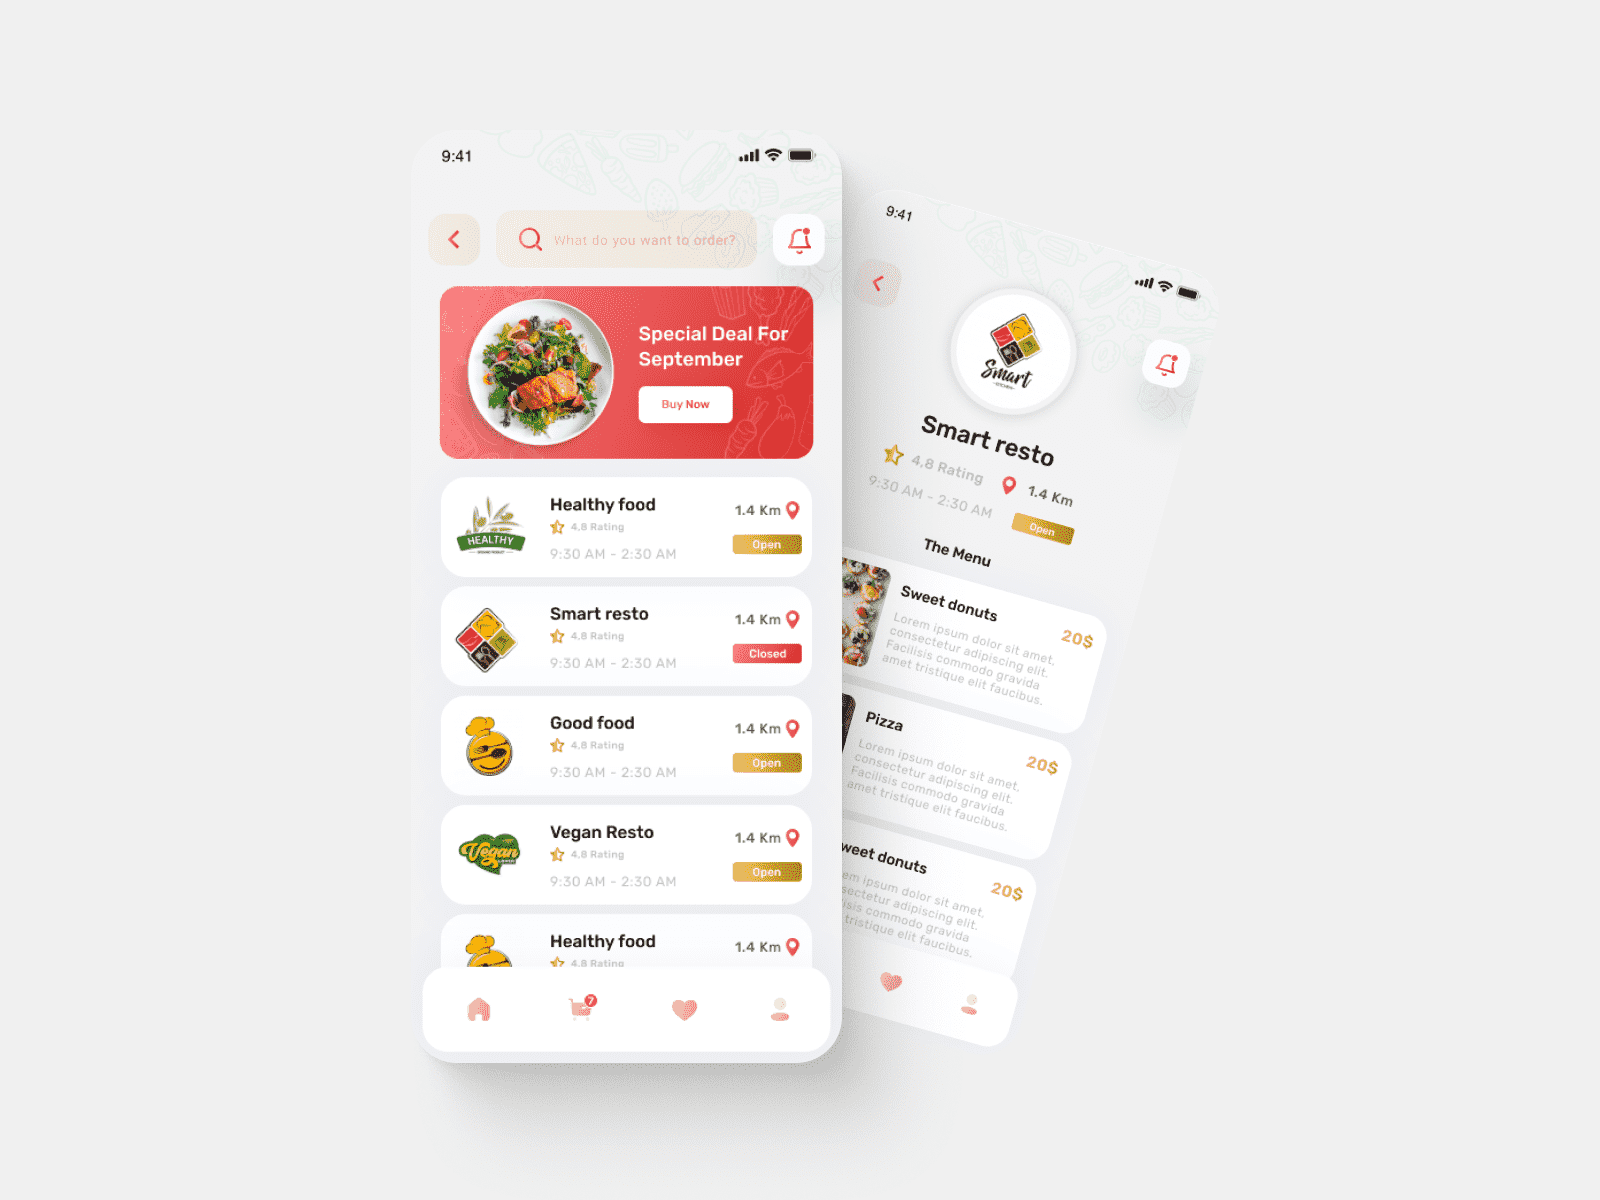 9:41
What do you want to order?
Special Deal For
September
Buy Now
HEALTHY
Healthy food
4,8 Rating
9:30 AM - 2:30 AM
1.4 Km
Open
Smart resto
4,8 Rating
9:30 AM - 2:30 AM
1.4 Km
Closed
Good food
4,8 Rating
9:30 AM - 2:30 AM
1.4 Km
Open
Vegan
Vegan Resto
4,8 Rating
9:30 AM - 2:30 AM
1.4 Km
Open
Healthy food
4,8 Rating
1.4 Km
7
9:41
Smart
KITCHEN
Smart resto
4,8 Rating
1.4 Km
9:30 AM - 2:30 AM
Open
The Menu
Sweet donuts
20$
Lorem ipsum dolor sit amet,
consectetur adipiscing elit.
Facilisis commodo gravida
amet tristique elit faucibus.
Pizza
20$
Lorem ipsum dolor sit amet,
consectetur adipiscing elit.
Facilisis commodo gravida
amet tristique elit faucibus.
weet donuts
20$
em ipsum dolor sit amet,
sectetur adipiscing elit.
isis commodo gravida
tristique elit faucibus.